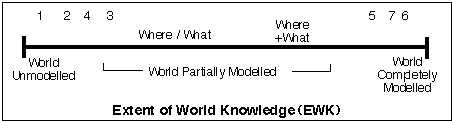 1 2 4 3 5 7 6
Where / What
Where
+What
World
Unmodelled
World Partially Modelled
World
Completely
Modelled
Extent of World Knowledge (EWK)